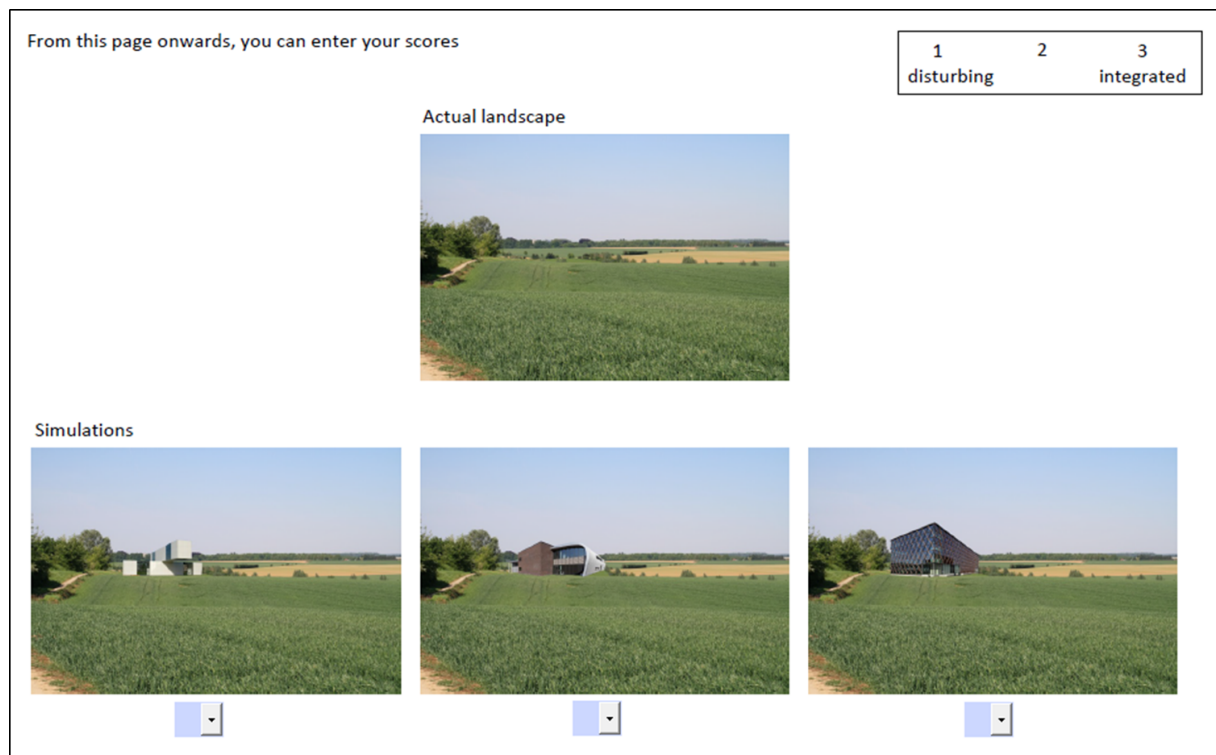 From this page onwards, you can enter your scores
1 2 3
disturbing integrated
Actual landscape
Simulations